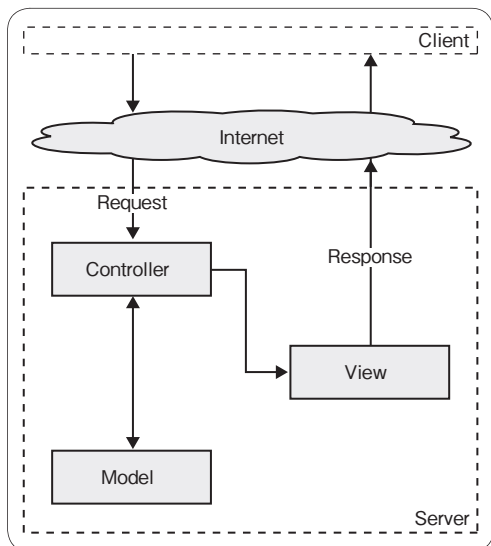 Client
Internet
Request
Controller
Response
View
Model
Server